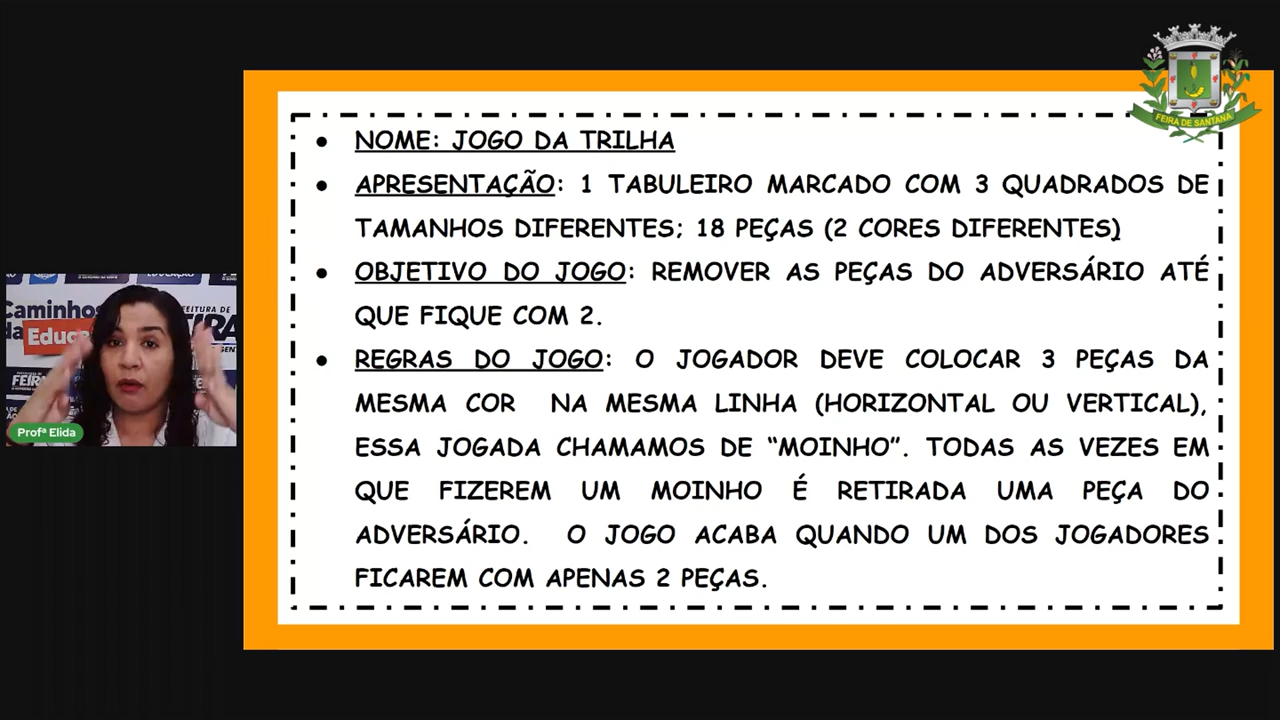 FEIRA DE SANTANA
NOME: JOGO DA TRILHA
APRESENTAÇÃO: 1 TABULEIRO MARCADO COM 3 QUADRADOS DE
TAMANHOS DIFERENTES; 18 PEÇAS (2 CORES DIFERENTES)
OBJETIVO DO JOGO: REMOVER AS PEÇAS DO ADVERSÁRIO ATÉ
QUE FIQUE COM 2.
REGRAS DO JOGO: O JOGADOR DEVE COLOCAR 3 PEÇAS DA
MESMA COR NA MESMA LINHA (HORIZONTAL OU VERTICAL),
ESSA JOGADA CHAMAMOS DE “MOINHO”. TODAS AS VEZES EM
QUE FIZEREM UM MOINHO É RETIRADA UMA PEÇA DO
ADVERSÁRIO. O JOGO ACABA QUANDO UM DOS JOGADORES
FICAREM COM APENAS 2 PEÇAS.
Caminhos
da Educa
Profª Elida